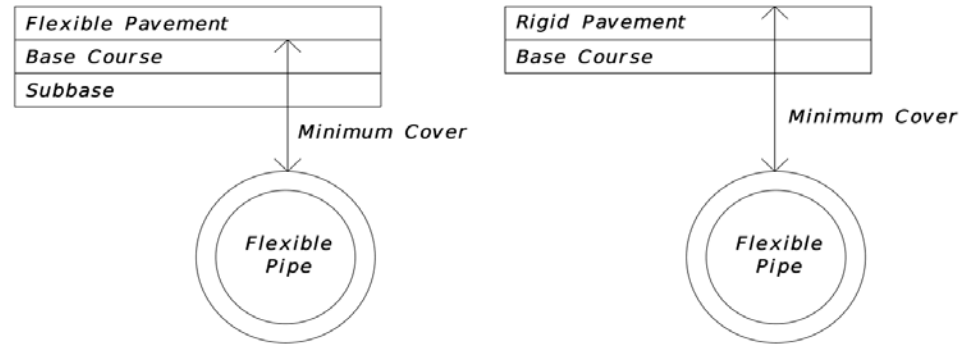 Flexible Pavement
Base Course
Subbase
Minimum Cover
Flexible
Pipe
Rigid Pavement
Base Course
Minimum Cover
Flexible
Pipe